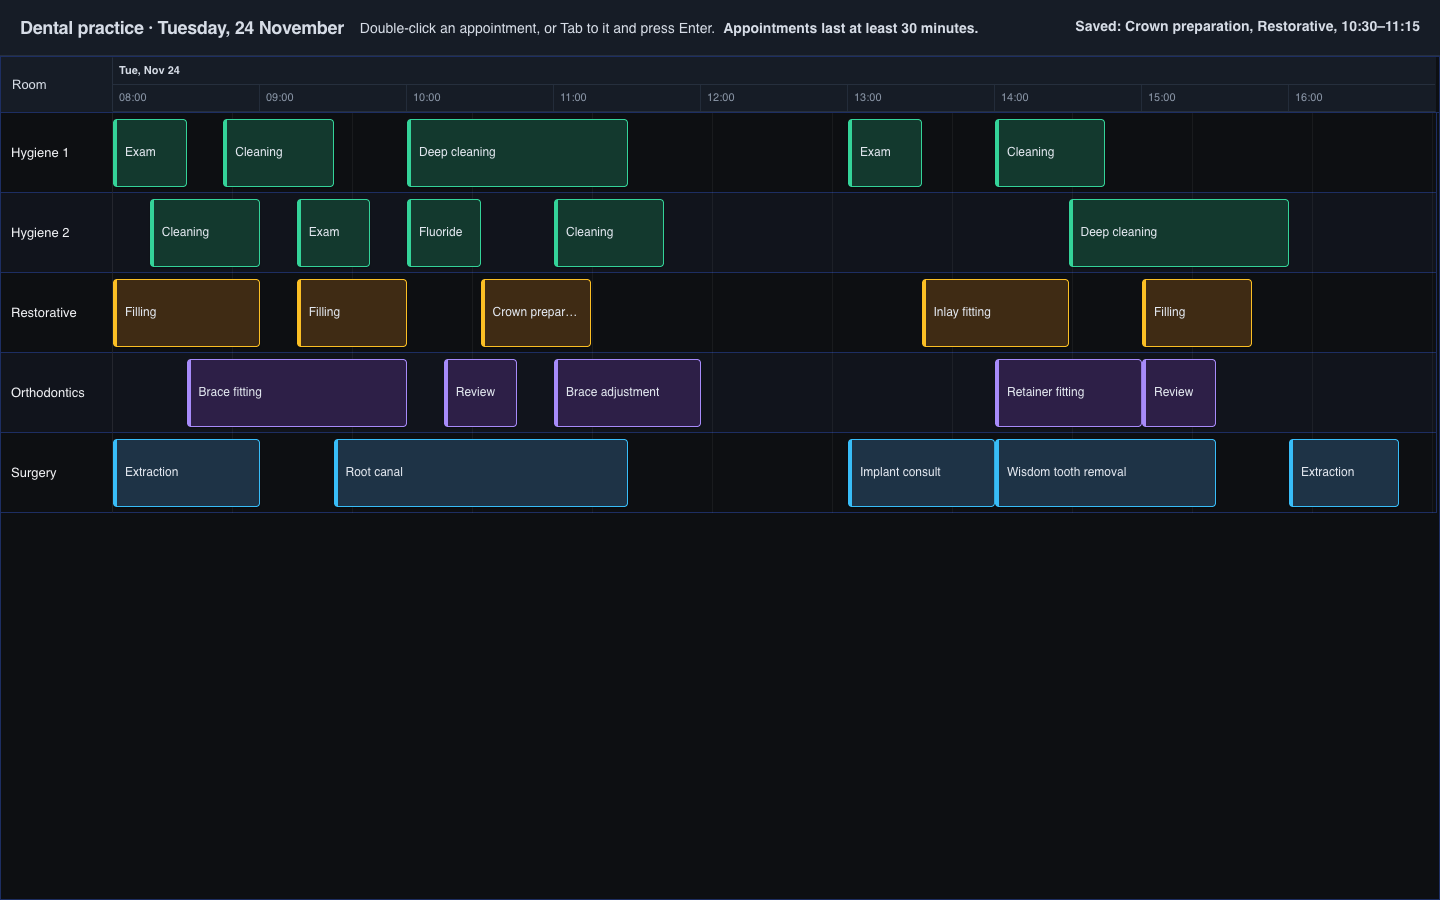 Dental practice · Tuesday, 24 November Double-click an appointment, or Tab to it and press Enter. Appointments last at least 30 minutes. Saved: Crown preparation, Restorative, 10:30–11:15
Room
Tue, Nov 24
08:00 09:00 10:00 11:00 12:00 13:00 14:00 15:00 16:00
Hygiene 1 Exam Cleaning Deep cleaning Exam Cleaning
Hygiene 2 Cleaning Exam Fluoride Cleaning Deep cleaning
Restorative Filling Filling Crown prepar… Inlay fitting Filling
Orthodontics Brace fitting Review Brace adjustment Retainer fitting Review
Surgery Extraction Root canal Implant consult Wisdom tooth removal Extraction